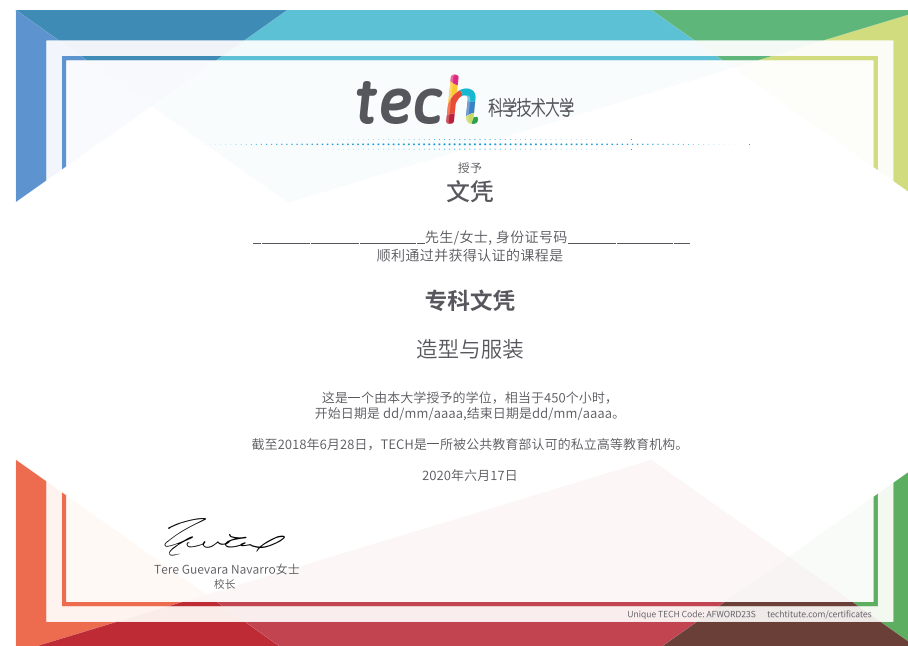 tech 科学技术大学
授予
文凭
________________________先生/女士, 身份证号码_________________
顺利通过并获得认证的课程是
专科文凭
造型与服装
这是一个由本大学授予的学位，相当于450个小时，
开始日期是 dd/mm/aaaa,结束日期是dd/mm/aaaa。
截至2018年6月28日，TECH是一所被公共教育部认可的私立高等教育机构。
2020年六月17日
Tere Guevara Navarro女士
校长
Unique TECH Code: AFWORD23S techtitute.com/certificates